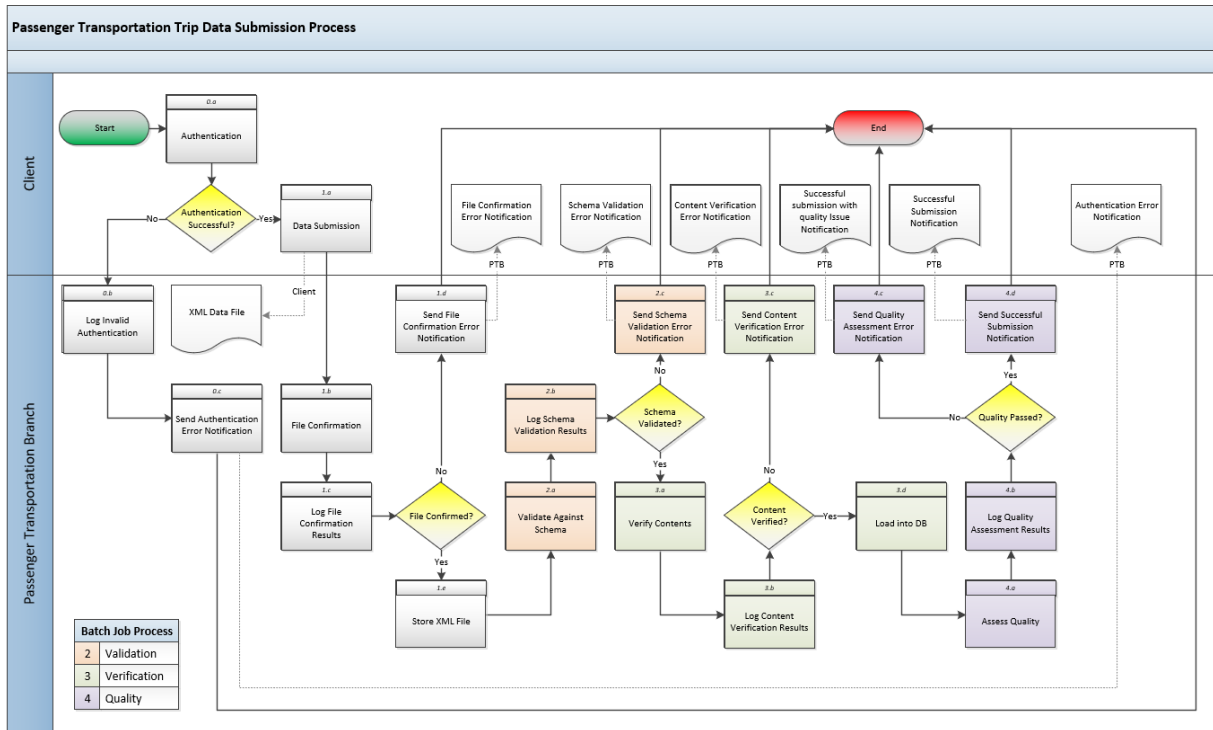 Passenger Transportation Trip Data Submission Process
Client
Start
0.a
Authentication
End
Authentication
Successful?
No
Yes
1.a
Data Submission
File Confirmation
Error Notification
Schema Validation
Error Notification
Content Verification
Error Notification
Successful
submission with
quality Issue
Notification
Successful
Submission
Notification
Authentication Error
Notification
PTB
PTB
PTB
PTB
PTB
PTB
Client
Passenger Transportation Branch
0.b
Log Invalid
Authentication
XML Data File
1.d
Send File
Confirmation Error
Notification
2.c
Send Schema
Validation Error
Notification
3.c
Send Content
Verification Error
Notification
4.c
Send Quality
Assessment Error
Notification
4.d
Send Successful
Submission
Notification
No
Yes
0.c
Send Authentication
Error Notification
1.b
File Confirmation
2.b
Log Schema
Validation Results
Schema
Validated?
No
Quality Passed?
No
Yes
No
1.c
Log File
Confirmation
Results
File Confirmed?
2.a
Validate Against
Schema
3.a
Verify Contents
Content
Verified?
Yes
3.d
Load into DB
4.b
Log Quality
Assessment Results
Yes
1.e
Store XML File
3.b
Log Content
Verification Results
4.a
Assess Quality
Batch Job Process
2 Validation
3 Verification
4 Quality